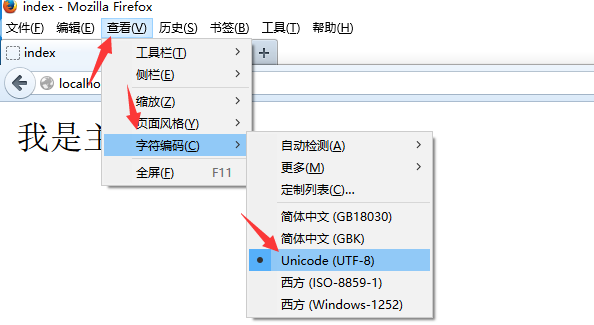 index - Mozilla Firefox
文件(F) 编辑(E) 查看(V) 历史(S) 书签(B) 工具(T) 帮助(H)
index
localho
工具栏(T)
侧栏(E)
缩放(Z)
页面风格(Y)
字符编码(C)
全屏(F) F11
我是主
自动检测(A)
更多(M)
定制列表(C)...
简体中文 (GB18030)
简体中文 (GBK)
Unicode (UTF-8)
西方 (ISO-8859-1)
西方 (Windows-1252)